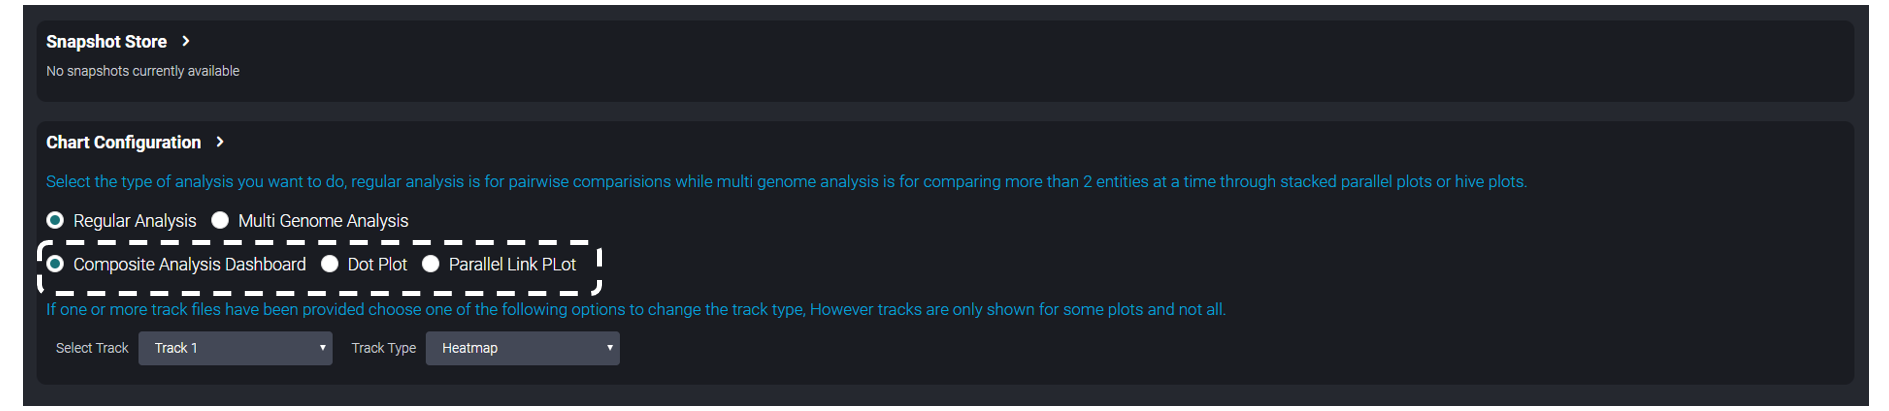 Snapshot Store
No snapshots currently available
Chart Configuration
Select the type of analysis you want to do, regular analysis is for pairwise comparisions while multi genome analysis is for comparing more than 2 entities at a time through stacked parallel plots or hive plots.
Regular Analysis Multi Genome Analysis
Composite Analysis Dashboard Dot Plot Parallel Link PLot
If one or more track files have been provided choose one of the following options to change the track type, However tracks are only shown for some plots and not all.
Select Track Track 1 Track Type Heatmap